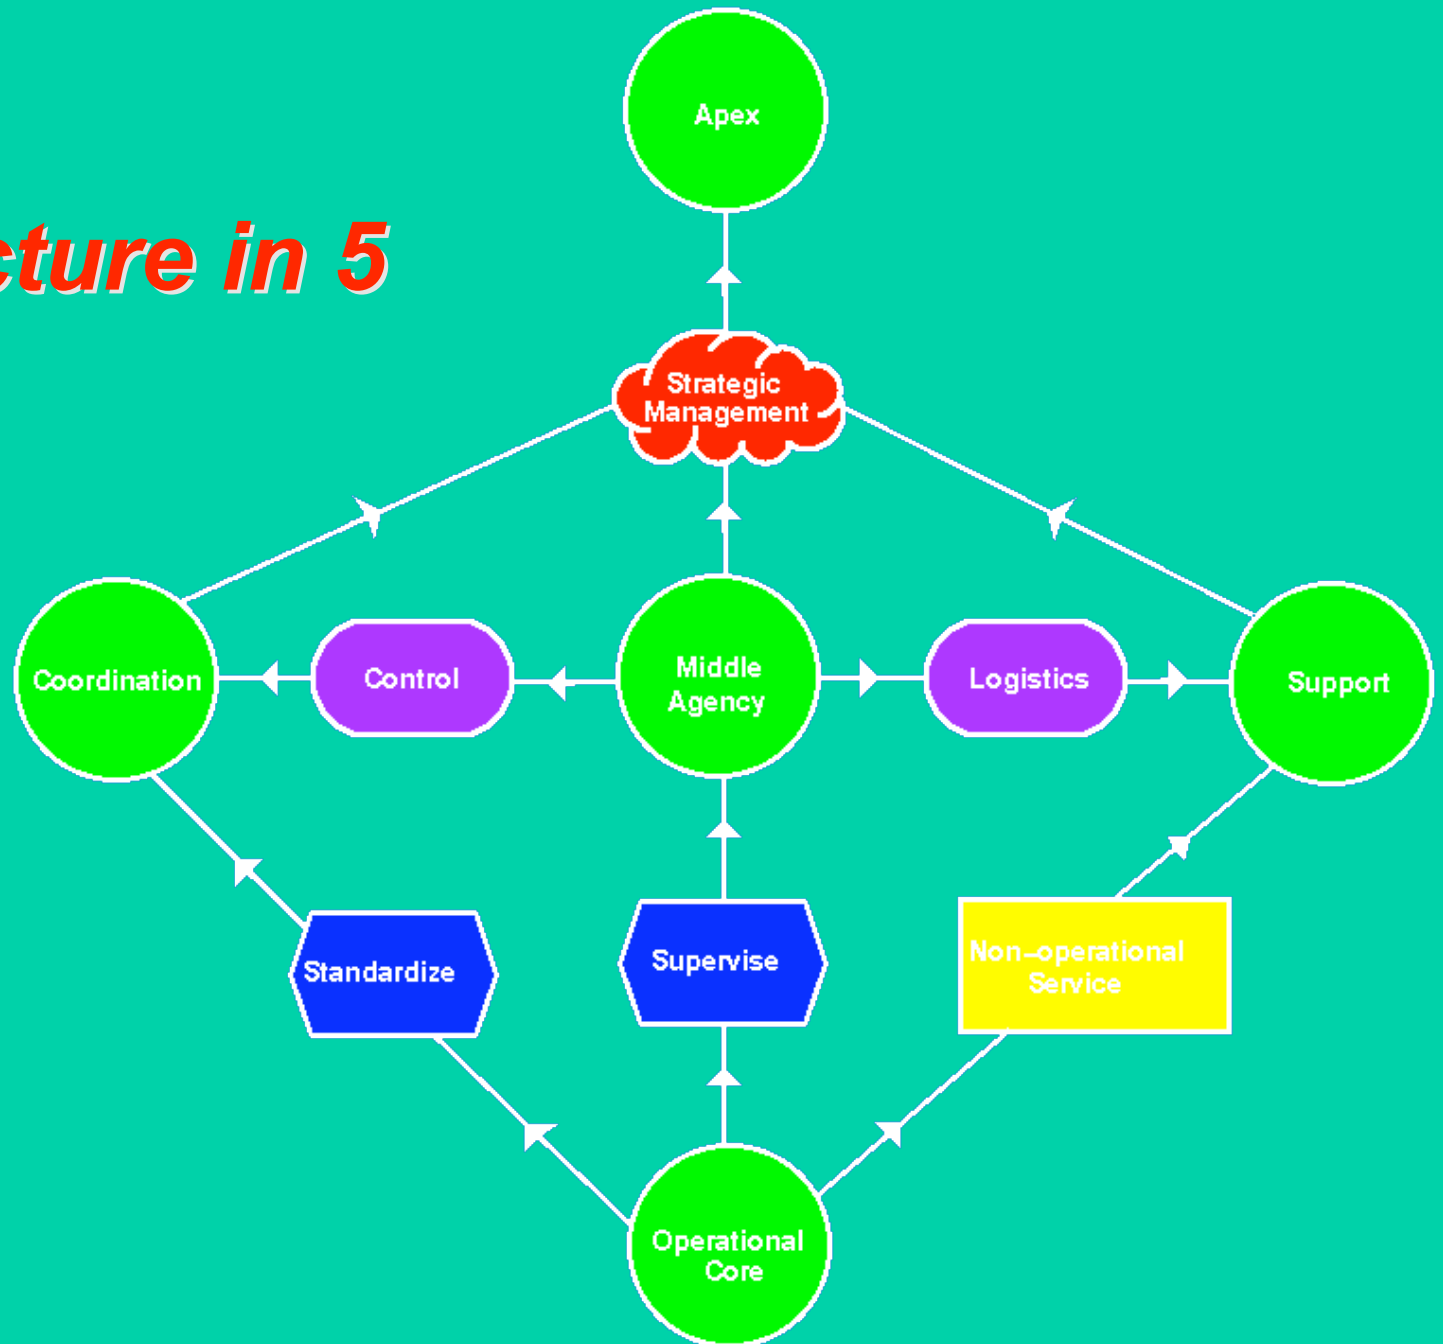 Apex
cture in 5
Strategic
Management
Coordination
Control
Middle
Agency
Logistics
Support
Standardize
Supervise
Non-operational
Service
Operational
Core